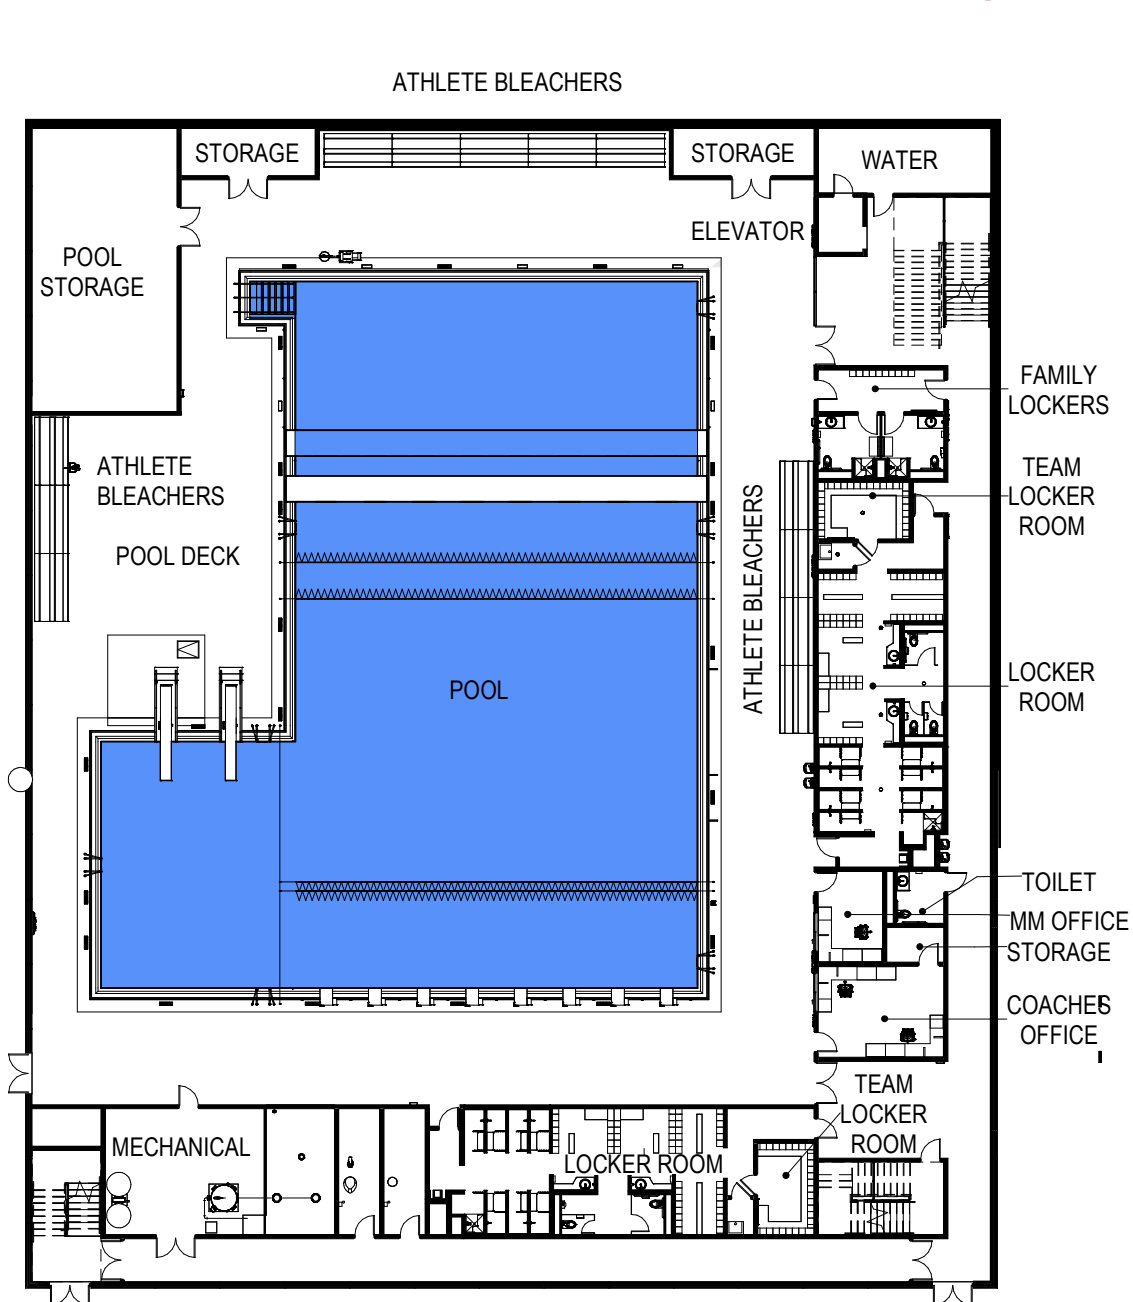 ATHLETE BLEACHERS
STORAGE
STORAGE
WATER
ELEVATOR
POOL
STORAGE
FAMILY
LOCKERS
ATHLETE
BLEACHERS
TEAM
LOCKER
ROOM
POOL DECK
ATHLETE BLEACHERS
POOL
LOCKER
ROOM
TOILET
MM OFFICE
STORAGE
COACHES
OFFICE
TEAM
LOCKER
ROOM
MECHANICAL
LOCKER ROOM